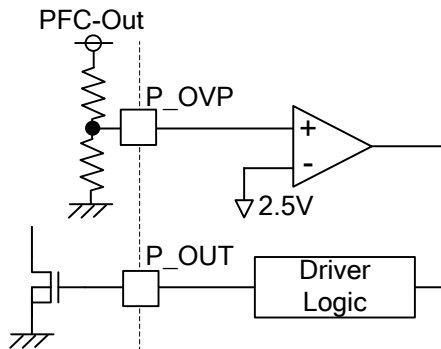 PFC-Out
P_OVP
+
-
2.5V
P_OUT
Driver
Logic